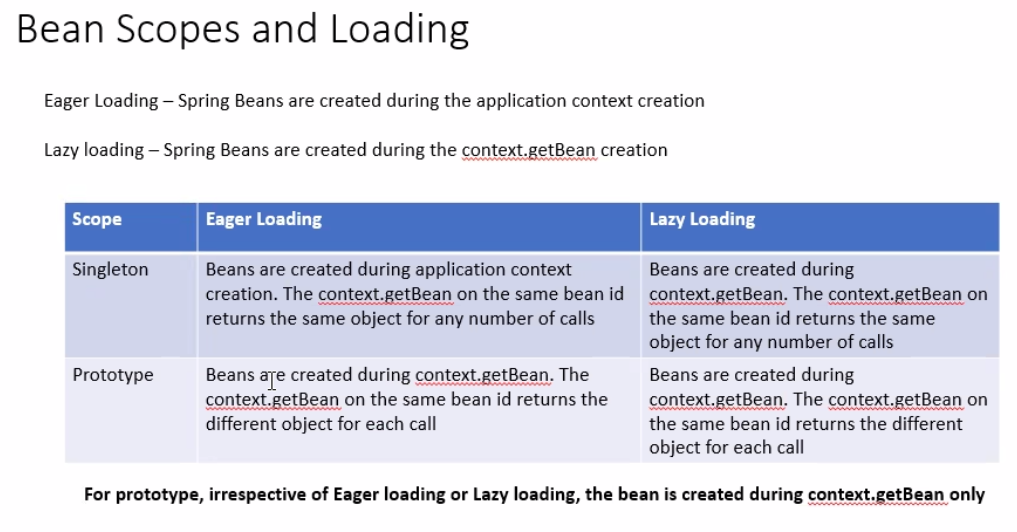 Bean Scopes and Loading
Eager Loading – Spring Beans are created during the application context creation
Lazy loading – Spring Beans are created during the context.getBean creation
Scope
Eager Loading
Lazy Loading
Singleton
Beans are created during application context
creation. The context.getBean on the same bean id
returns the same object for any number of calls
Beans are created during
context.getBean. The context.getBean on
the same bean id returns the same
object for any number of calls
Prototype
Beans are created during context.getBean. The
context.getBean on the same bean id returns the
different object for each call
Beans are created during
context.getBean. The context.getBean on
the same bean id returns the different
object for each call
For prototype, irrespective of Eager loading or Lazy loading, the bean is created during context.getBean only